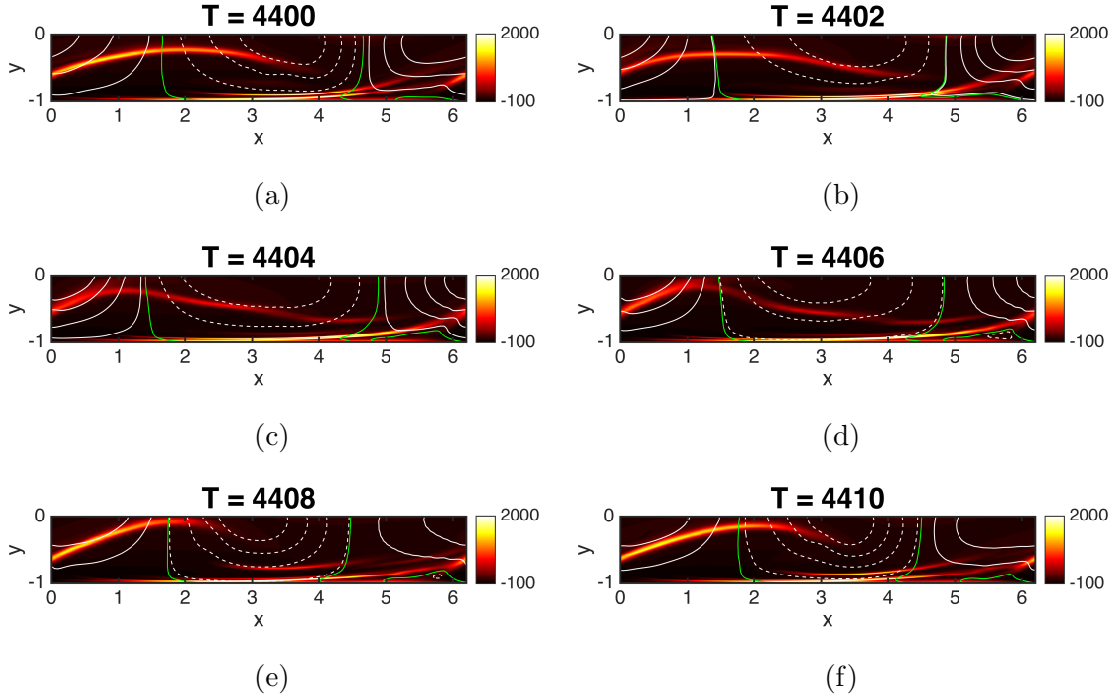 T = 4400
T = 4402
0 2000 0 2000
y y
-1 -100 -1 -100
0 1 2 3 4 5 6 0 1 2 3 4 5 6
x x
(a) (b)
T = 4404
T = 4406
0 2000 0 2000
y y
-1 -100 -1 -100
0 1 2 3 4 5 6 0 1 2 3 4 5 6
x x
(c) (d)
T = 4408
T = 4410
0 2000 0 2000
y y
-1 -100 -1 -100
0 1 2 3 4 5 6 0 1 2 3 4 5 6
x x
(e) (f)